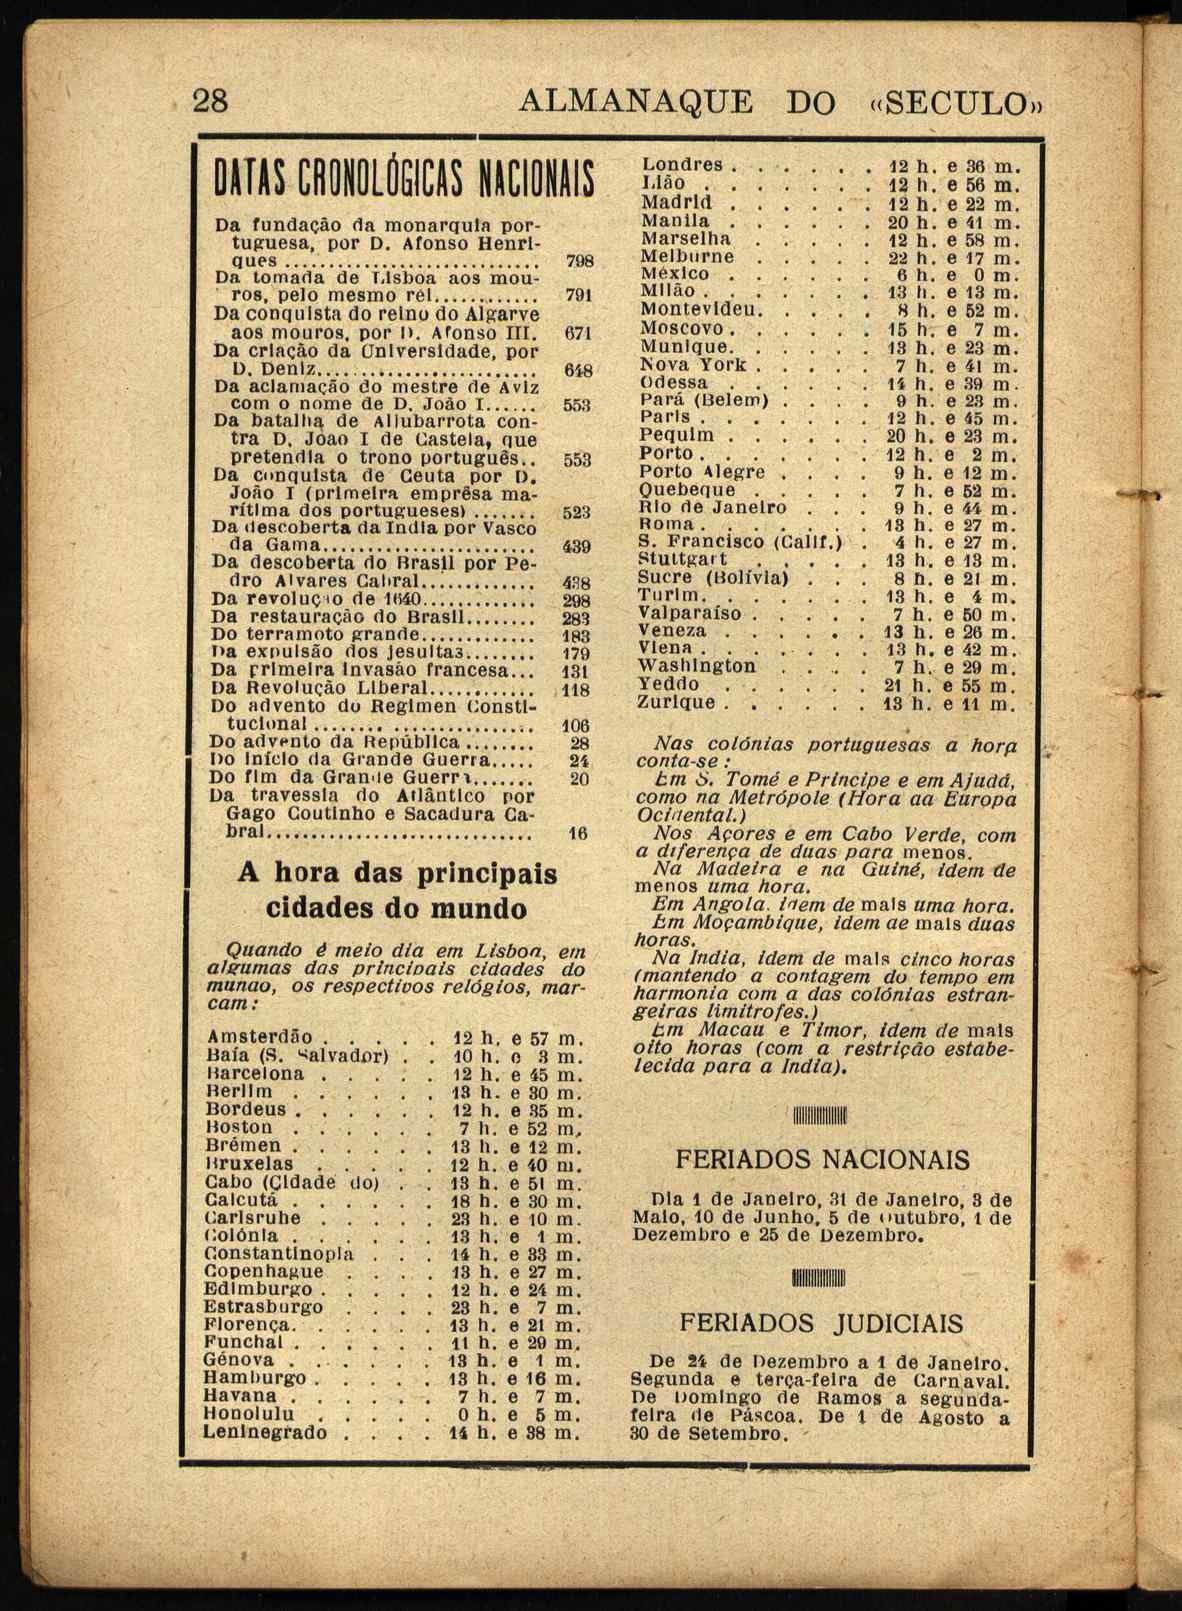 28 ALMANAQUE DO «SECULO»
DATAS CRONOLÓGICAS NACIONAIS
Da fundação da monarquia por-
tuguesa, por D. Afonso Henri-
ques ............................ 798
Da tomada de Lisboa aos mou-
ros, pelo mesmo rei............ 791
Da conquista do reino do Algarve
aos mouros, por D. Afonso III. 671
Da criação da Universidade, por
D. Deniz........................ 648
Da aclamação do mestre de Aviz
com o nome de D. João I...... 553
Da batalha de Aljubarrota con-
tra D. João I de Castela, que
pretendia o trono português.. 553
Da conquista de Ceuta por D.
João I (primeira emprêsa ma-
rítima dos portugueses) ....... 523
Da descoberta da India por Vasco
da Gama........................ 439
Da descoberta do Brasil por Pe-
dro Alvares Cabral............. 438
Da revolução de 1640............. 298
Da restauração do Brasil........ 283
Do terramoto grande............. 183
Da expulsão dos jesuitas........ 179
Da primeira invasão francesa... 131
Da Revolução Liberal............ 118
Do advento do Regimen Consti-
tucional ........................ 106
Do advento da República ........ 28
Do início da Grande Guerra..... 24
Do fim da Grande Guerra....... 20
Da travessia do Atlântico por
Gago Coutinho e Sacadura Ca-
bral.............................. 16
A hora das principais
cidades do mundo
Quando é meio dia em Lisboa, em
algumas das principais cidades do
mundo, os respectivos relógios, mar-
cam:
Amsterdão . . . . . 12 h. e 57 m.
Baía (S. Salvador) . . 10 h. e 3 m.
Barcelona . . . . . 12 h. e 45 m.
Berlim . . . . . . 13 h. e 30 m.
Bordeus . . . . . . 12 h. e 35 m.
Boston . . . . . . 7 h. e 52 m.
Brémen . . . . . . 13 h. e 12 m.
Bruxelas . . . . . 12 h. e 40 m.
Cabo (Cidade do) . . 13 h. e 51 m.
Calcutá . . . . . . 18 h. e 30 m.
Carlsruhe . . . . . 23 h. e 10 m.
Colónia . . . . . . 13 h. e 1 m.
Constantinopla . . . 14 h. e 33 m.
Copenhague . . . . 13 h. e 27 m.
Edimburgo . . . . . 12 h. e 24 m.
Estrasburgo . . . . 23 h. e 7 m.
Florença. . . . . . 13 h. e 21 m.
Funchal . . . . . . 11 h. e 29 m.
Génova . . . . . . 13 h. e 1 m.
Hamburgo . . . . . 13 h. e 16 m.
Havana . . . . . . 7 h. e 7 m.
Honolulu . . . . . 0 h. e 5 m.
Leninegrado . . . . 14 h. e 38 m.
Londres . . . . . . 12 h. e 36 m.
Lião . . . . . . . 12 h. e 56 m.
Madrid . . . . . . 12 h. e 22 m.
Manila . . . . . . 20 h. e 41 m.
Marselha . . . . . 12 h. e 58 m.
Melburne . . . . . 22 h. e 17 m.
México . . . . . . 6 h. e 0 m.
Milão . . . . . . . 13 h. e 13 m.
Montevideu. . . . . 8 h. e 52 m.
Moscovo . . . . . . 15 h. e 7 m.
Munique. . . . . . 13 h. e 23 m.
Nova York . . . . . 7 h. e 41 m.
Odessa . . . . . . 14 h. e 39 m.
Pará (Belem) . . . . 9 h. e 23 m.
Paris . . . . . . . 12 h. e 45 m.
Pequim . . . . . . 20 h. e 23 m.
Porto . . . . . . . 12 h. e 2 m.
Porto Alegre . . . . 9 h. e 12 m.
Quebeque . . . . . 7 h. e 52 m.
Rio de Janeiro . . . 9 h. e 44 m.
Roma . . . . . . . 13 h. e 27 m.
S. Francisco (Calif.) . 4 h. e 27 m.
Stuttgart . . . . . 13 h. e 13 m.
Sucre (Bolívia) . . . 8 h. e 21 m.
Turim. . . . . . . 13 h. e 4 m.
Valparaíso . . . . . 7 h. e 50 m.
Veneza . . . . . . 13 h. e 26 m.
Viena . . . . . . . 13 h. e 42 m.
Washington . . . . 7 h. e 29 m.
Yeddo . . . . . . 21 h. e 55 m.
Zurique . . . . . . 13 h. e 11 m.
Nas colónias portuguesas a hora
conta-se :
Em S. Tomé e Principe e em Ajudá,
como na Metrópole (Hora da Europa
Ocidental.)
Nos Açores e em Cabo Verde, com
a diferença de duas para menos.
Na Madeira e na Guiné, idem de
menos uma hora.
Em Angola. idem de mais uma hora.
Em Moçambique, idem de mais duas
horas.
Na India, idem de mais cinco horas
(mantendo a contagem do tempo em
harmonia com a das colónias estran-
geiras limitrofes.)
Em Macau e Timor, idem de mais
oito horas (com a restrição estabe-
lecida para a India).
FERIADOS NACIONAIS
Dia 1 de Janeiro, 31 de Janeiro, 3 de
Maio, 10 de Junho, 5 de Outubro, 1 de
Dezembro e 25 de Dezembro.
FERIADOS JUDICIAIS
De 24 de Dezembro a 1 de Janeiro.
Segunda e terça-feira de Carnaval.
De Domingo de Ramos a segunda-
feira de Páscoa. De 1 de Agosto a
30 de Setembro.